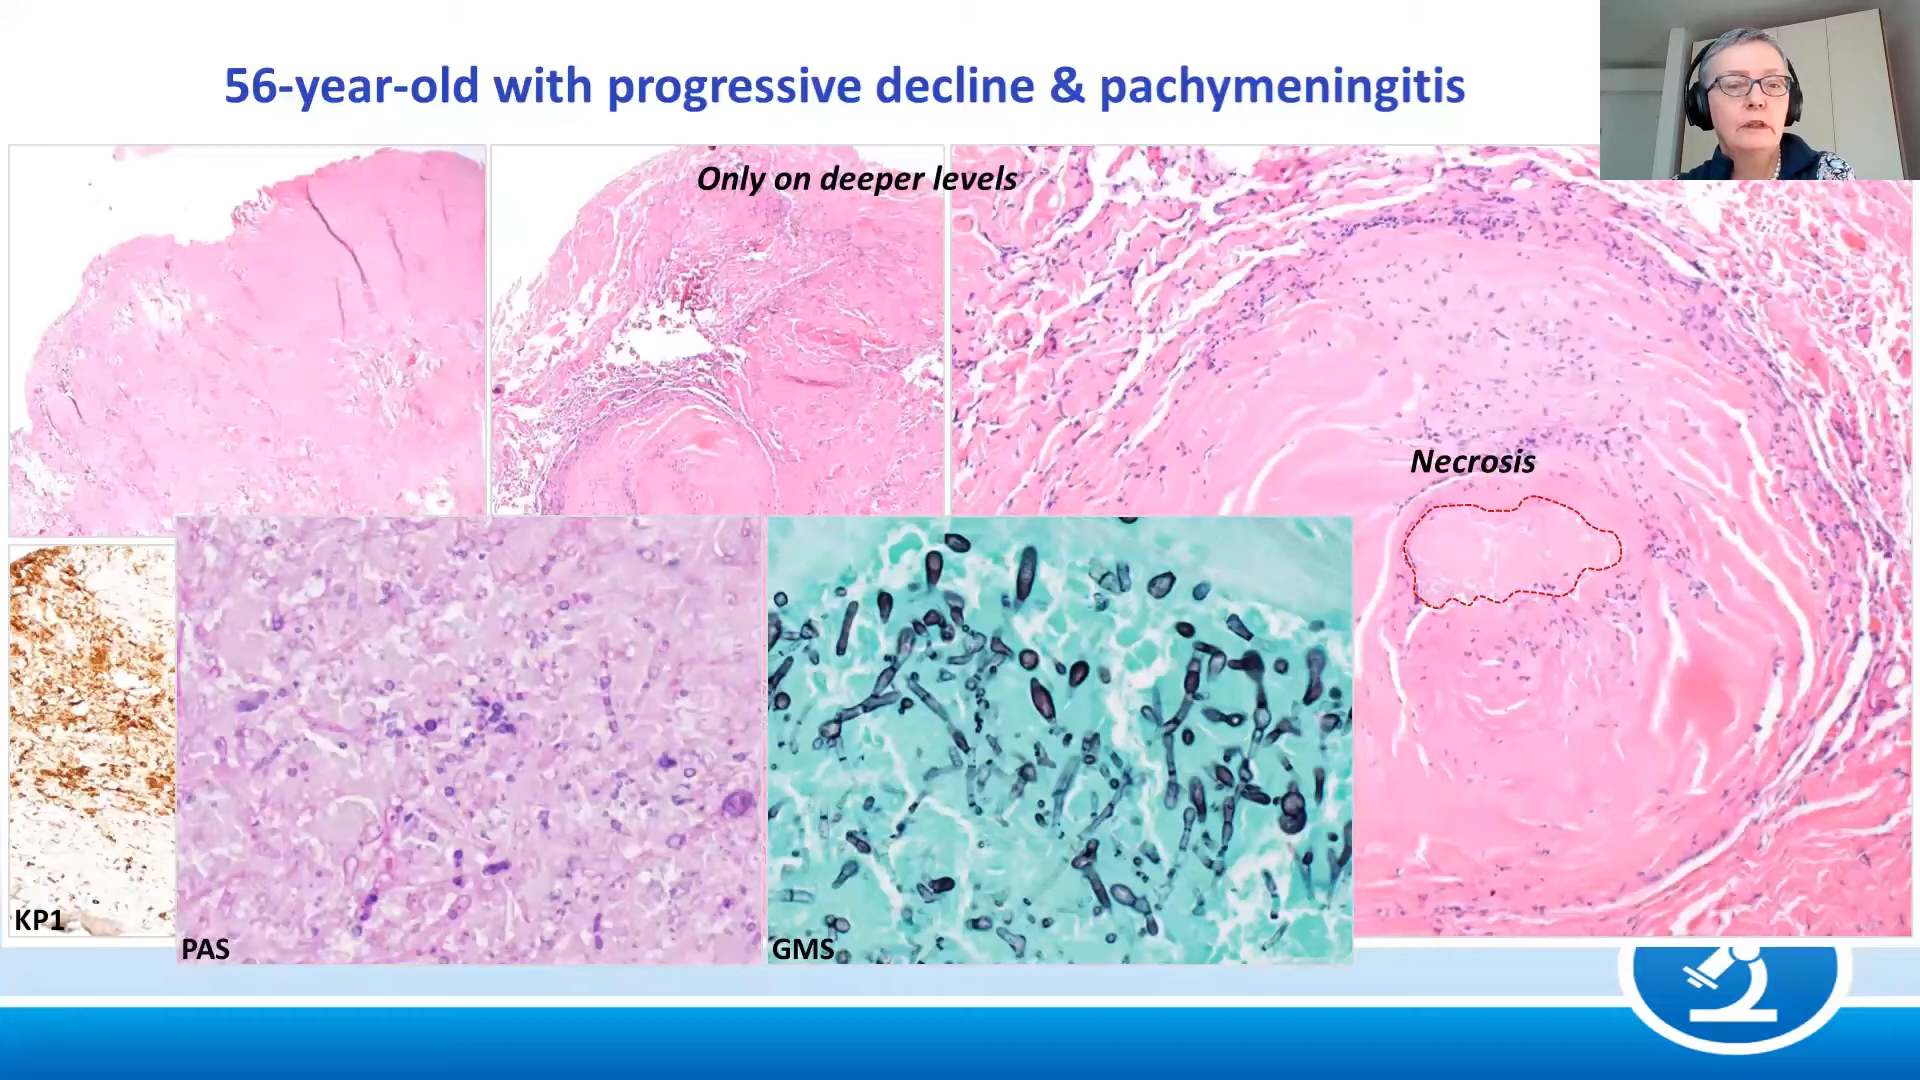 56-year-old with progressive decline & pachymeningitis
Only on deeper levels
Necrosis
KP1
PAS
GMS